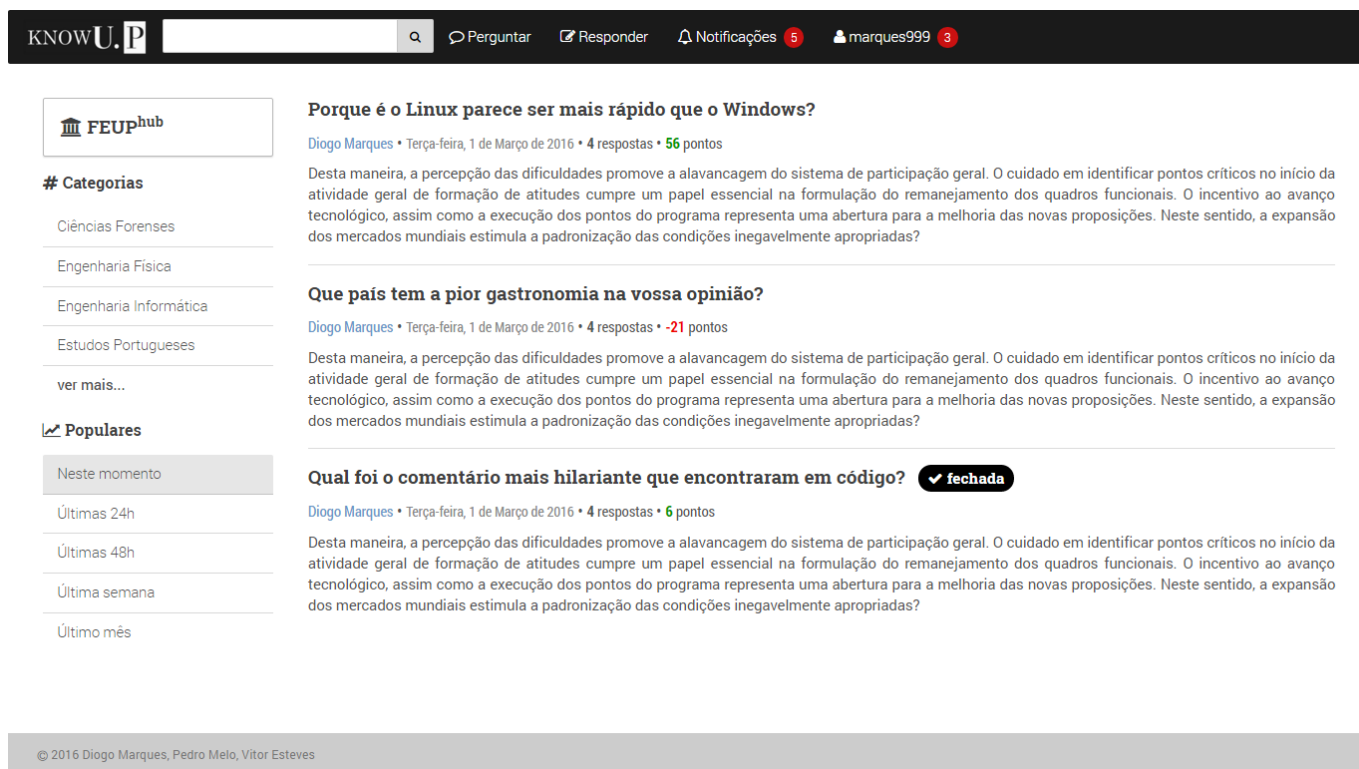 KNOWU.P
Perguntar
Responder
Notificações 5
marques999 3
FEUPhub
# Categorias
Ciências Forenses
Engenharia Física
Engenharia Informática
Estudos Portugueses
ver mais...
Populares
Neste momento
Últimas 24h
Últimas 48h
Última semana
Último mês
Porque é o Linux parece ser mais rápido que o Windows?
Diogo Marques • Terça-feira, 1 de Março de 2016 • 4 respostas • 56 pontos
Desta maneira, a percepção das dificuldades promove a alavancagem do sistema de participação geral. O cuidado em identificar pontos críticos no início da
atividade geral de formação de atitudes cumpre um papel essencial na formulação do remanejamento dos quadros funcionais. O incentivo ao avanço
tecnológico, assim como a execução dos pontos do programa representa uma abertura para a melhoria das novas proposições. Neste sentido, a expansão
dos mercados mundiais estimula a padronização das condições inegavelmente apropriadas?
Que país tem a pior gastronomia na vossa opinião?
Diogo Marques • Terça-feira, 1 de Março de 2016 • 4 respostas • -21 pontos
Desta maneira, a percepção das dificuldades promove a alavancagem do sistema de participação geral. O cuidado em identificar pontos críticos no início da
atividade geral de formação de atitudes cumpre um papel essencial na formulação do remanejamento dos quadros funcionais. O incentivo ao avanço
tecnológico, assim como a execução dos pontos do programa representa uma abertura para a melhoria das novas proposições. Neste sentido, a expansão
dos mercados mundiais estimula a padronização das condições inegavelmente apropriadas?
Qual foi o comentário mais hilariante que encontraram em código? fechada
Diogo Marques • Terça-feira, 1 de Março de 2016 • 4 respostas • 6 pontos
Desta maneira, a percepção das dificuldades promove a alavancagem do sistema de participação geral. O cuidado em identificar pontos críticos no início da
atividade geral de formação de atitudes cumpre um papel essencial na formulação do remanejamento dos quadros funcionais. O incentivo ao avanço
tecnológico, assim como a execução dos pontos do programa representa uma abertura para a melhoria das novas proposições. Neste sentido, a expansão
dos mercados mundiais estimula a padronização das condições inegavelmente apropriadas?
© 2016 Diogo Marques, Pedro Melo, Vitor Esteves